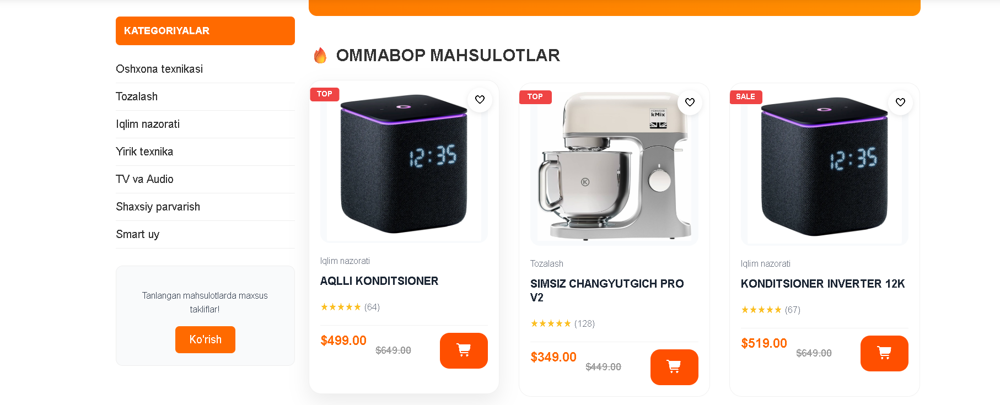 KATEGORIYALAR
Oshxona texnikasi
Tozalash
Iqlim nazorati
Yirik texnika
TV va Audio
Shaxsiy parvarish
Smart uy
Tanlangan mahsulotlarda maxsus
takliflar!
Ko'rish
🔥 OMMABOP MAHSULOTLAR
TOP
12:35
Iqlim nazorati
AQLLI KONDITSIONER
★★★★★ (64)
$499.00 $649.00
TOP
KENWOOD
kMix
K
Tozalash
SIMSIZ CHANGYUTGICH PRO
V2
★★★★★ (128)
$349.00 $449.00
SALE
12:35
Iqlim nazorati
KONDITSIONER INVERTER 12K
★★★★★ (67)
$519.00 $649.00